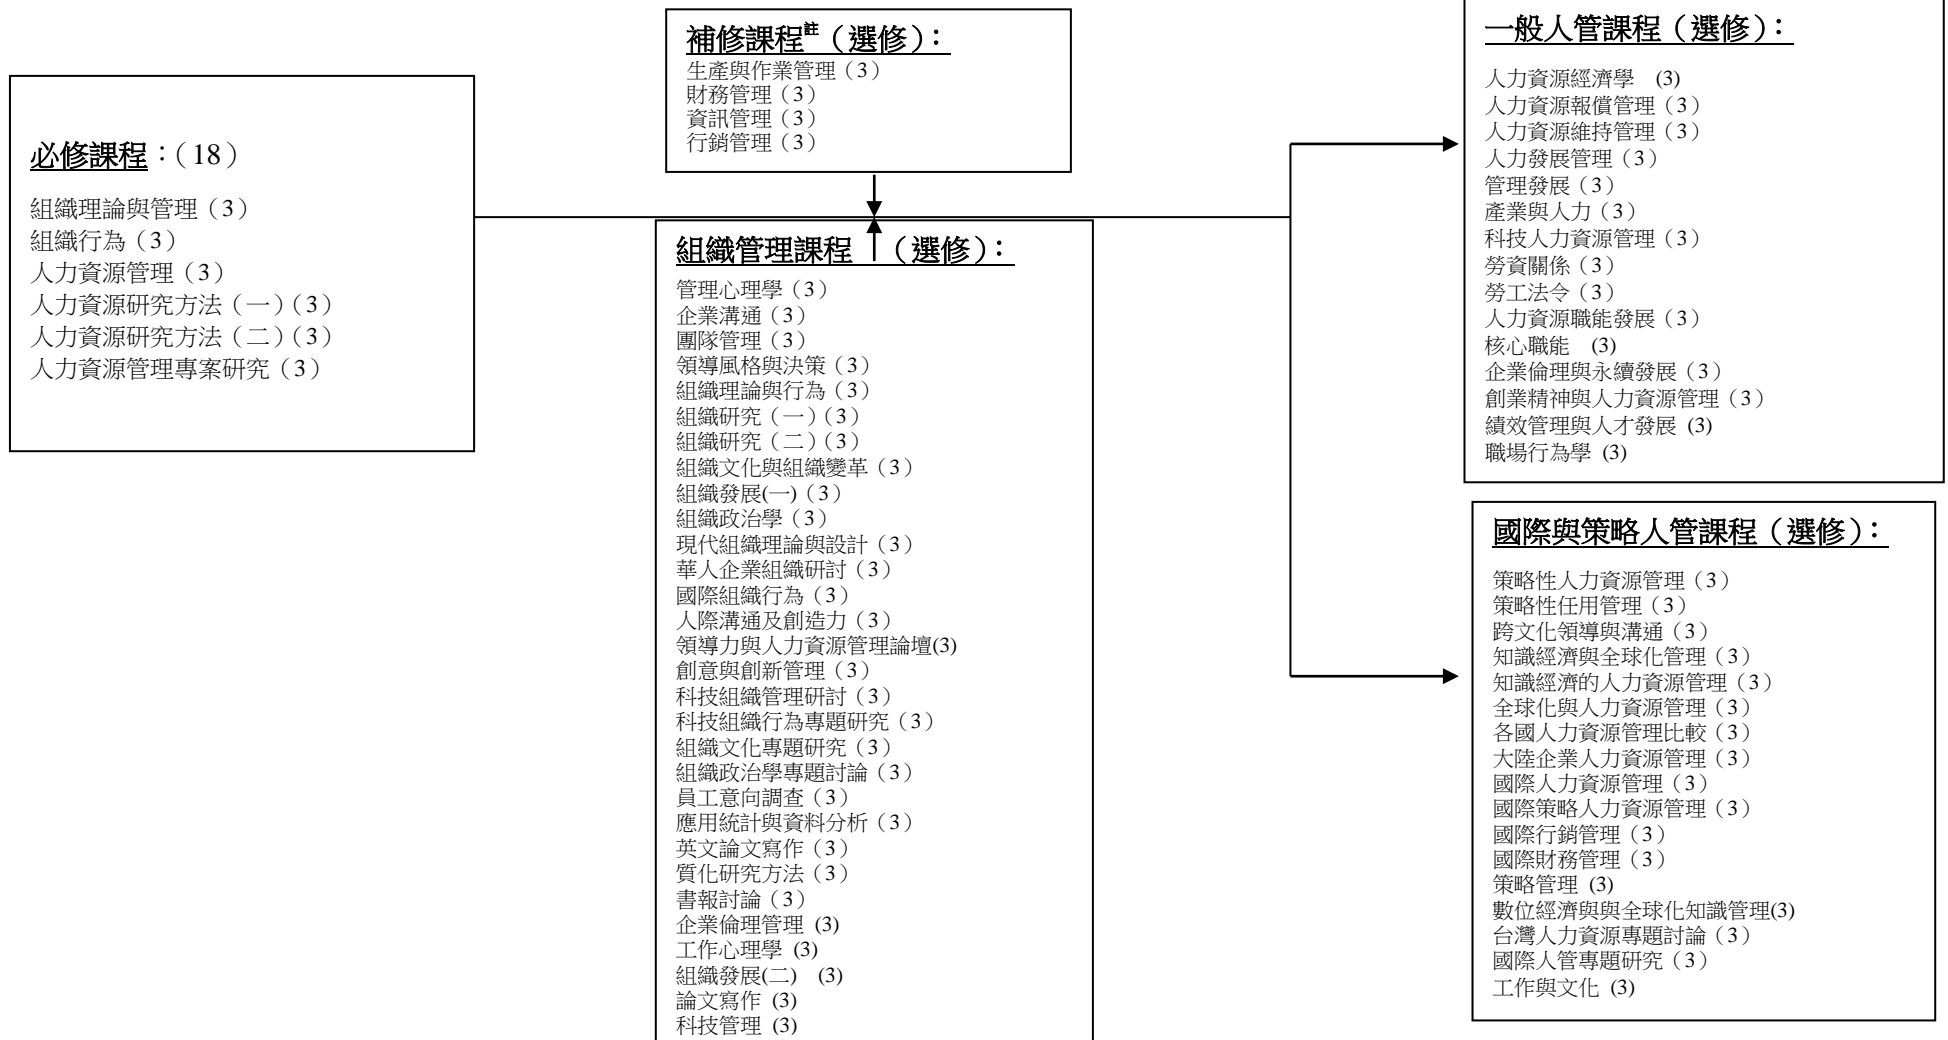 必修課程：（18）
組織理論與管理（3）
組織行為（3）
人力資源管理（3）
人力資源研究方法（一）（3）
人力資源研究方法（二）（3）
人力資源管理專案研究（3）
補修課程註（選修）：
生產與作業管理（3）
財務管理（3）
資訊管理（3）
行銷管理（3）
組織管理課程（選修）：
管理心理學（3）
企業溝通（3）
團隊管理（3）
領導風格與決策（3）
組織理論與行為（3）
組織研究（一）（3）
組織研究（二）（3）
組織文化與組織變革（3）
組織發展(一)（3）
組織政治學（3）
現代組織理論與設計（3）
華人企業組織研討（3）
國際組織行為（3）
人際溝通及創造力（3）
領導力與人力資源管理論壇(3)
創意與創新管理（3）
科技組織管理研討（3）
科技組織行為專題研究（3）
組織文化專題研究（3）
組織政治學專題討論（3）
員工意向調查（3）
應用統計與資料分析（3）
英文論文寫作（3）
質化研究方法（3）
書報討論（3）
企業倫理管理 (3)
工作心理學 (3)
組織發展(二) (3)
論文寫作 (3)
科技管理 (3)
一般人管課程（選修）：
人力資源經濟學 (3)
人力資源報償管理（3）
人力資源維持管理（3）
人力發展管理（3）
管理發展（3）
產業與人力（3）
科技人力資源管理（3）
勞資關係（3）
勞工法令（3）
人力資源職能發展（3）
核心職能 (3)
企業倫理與永續發展（3）
創業精神與人力資源管理（3）
績效管理與人才發展 (3)
職場行為學 (3)
國際與策略人管課程（選修）：
策略性人力資源管理（3）
策略性任用管理（3）
跨文化領導與溝通（3）
知識經濟與全球化管理（3）
知識經濟的人力資源管理（3）
全球化與人力資源管理（3）
各國人力資源管理比較（3）
大陸企業人力資源管理（3）
國際人力資源管理（3）
國際策略人力資源管理（3）
國際行銷管理（3）
國際財務管理（3）
策略管理 (3)
數位經濟與與全球化知識管理(3)
台灣人力資源專題討論（3）
國際人管專題研究（3）
工作與文化 (3)